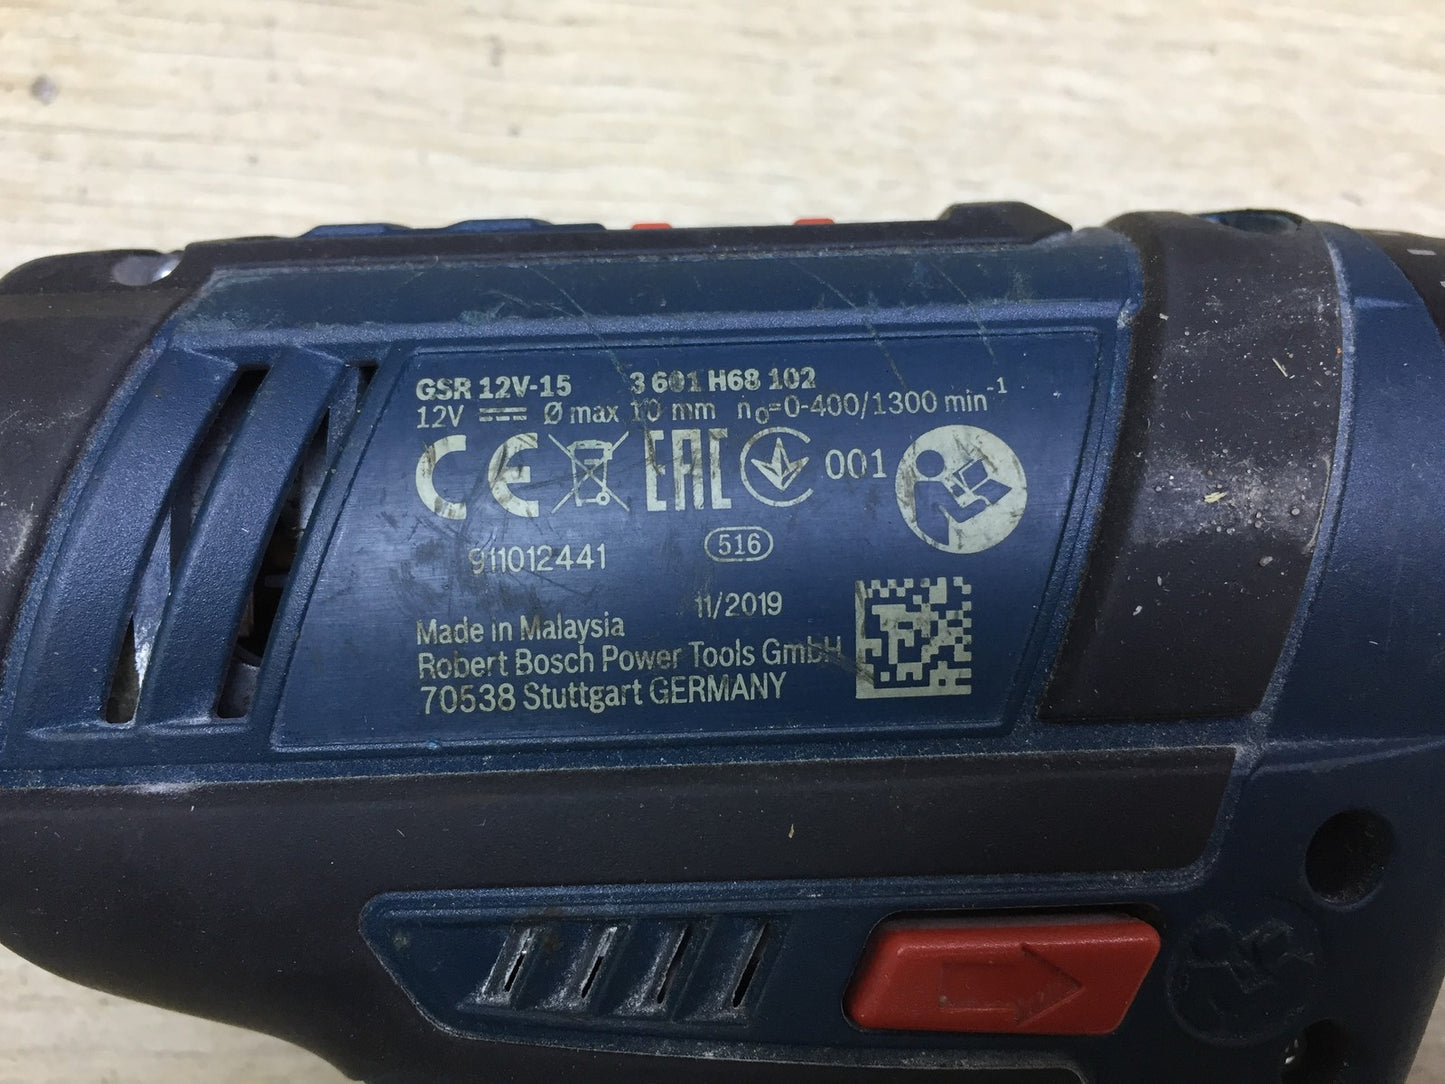 GSR 12V-15 3 601 H68 102
12V ⎓ Ø max 10 mm n₀=0-400/1300 min⁻¹
CE EAC 001
911012441 516
11/2019
Made in Malaysia
Robert Bosch Power Tools GmbH
70538 Stuttgart GERMANY